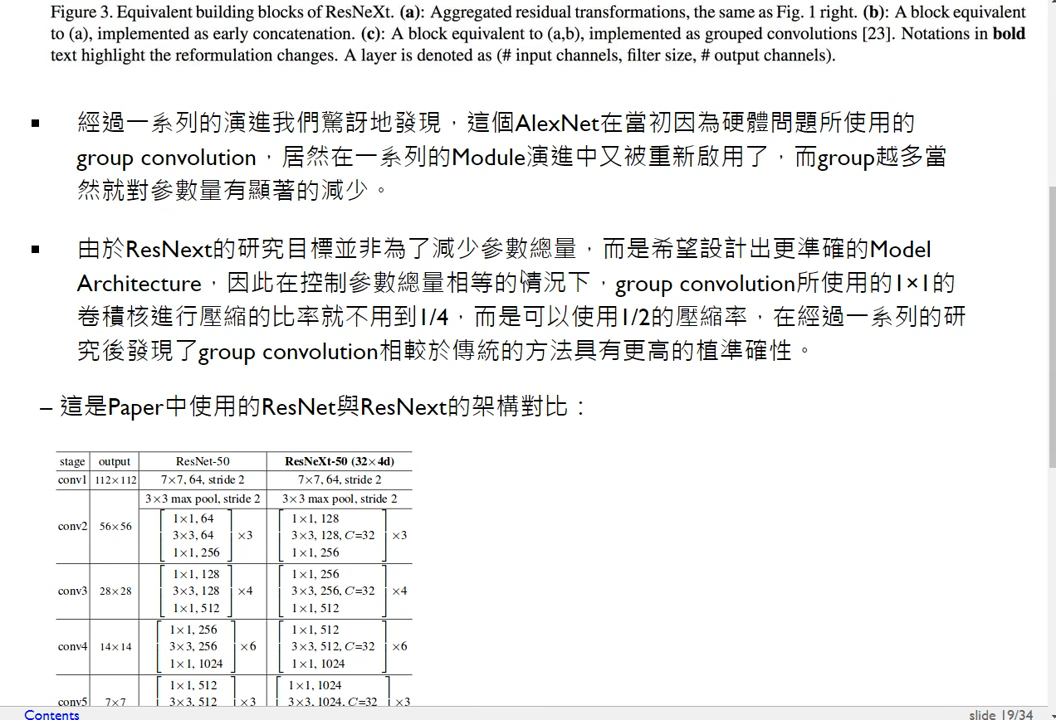 Figure 3. Equivalent building blocks of ResNeXt. (a): Aggregated residual transformations, the same as Fig. 1 right. (b): A block equivalent
to (a), implemented as early concatenation. (c): A block equivalent to (a,b), implemented as grouped convolutions [23]. Notations in bold
text highlight the reformulation changes. A layer is denoted as (# input channels, filter size, # output channels).
▪ 經過一系列的演進我們驚訝地發現，這個AlexNet在當初因為硬體問題所使用的
group convolution，居然在一系列的Module演進中又被重新啟用了，而group越多當
然就對參數量有顯著的減少。
▪ 由於ResNext的研究目標並非為了減少參數總量，而是希望設計出更準確的Model
Architecture，因此在控制參數總量相等的情況下，group convolution所使用的1×1的
卷積核進行壓縮的比率就不用到1/4，而是可以使用1/2的壓縮率，在經過一系列的研
究後發現了group convolution相較於傳統的方法具有更高的植準確性。
– 這是Paper中使用的ResNet與ResNext的架構對比：
stage output ResNet-50 ResNeXt-50 (32×4d)
conv1 112×112 7×7, 64, stride 2 7×7, 64, stride 2
3×3 max pool, stride 2 3×3 max pool, stride 2
1×1, 64 1×1, 128
conv2 56×56 3×3, 64 ×3 3×3, 128, C=32 ×3
1×1, 256 1×1, 256
1×1, 128 1×1, 256
conv3 28×28 3×3, 128 ×4 3×3, 256, C=32 ×4
1×1, 512 1×1, 512
1×1, 256 1×1, 512
conv4 14×14 3×3, 256 ×6 3×3, 512, C=32 ×6
1×1, 1024 1×1, 1024
1×1, 512 1×1, 1024
conv5 7×7 3×3, 512 ×3 3×3, 1024, C=32 ×3
Contents slide 19/34